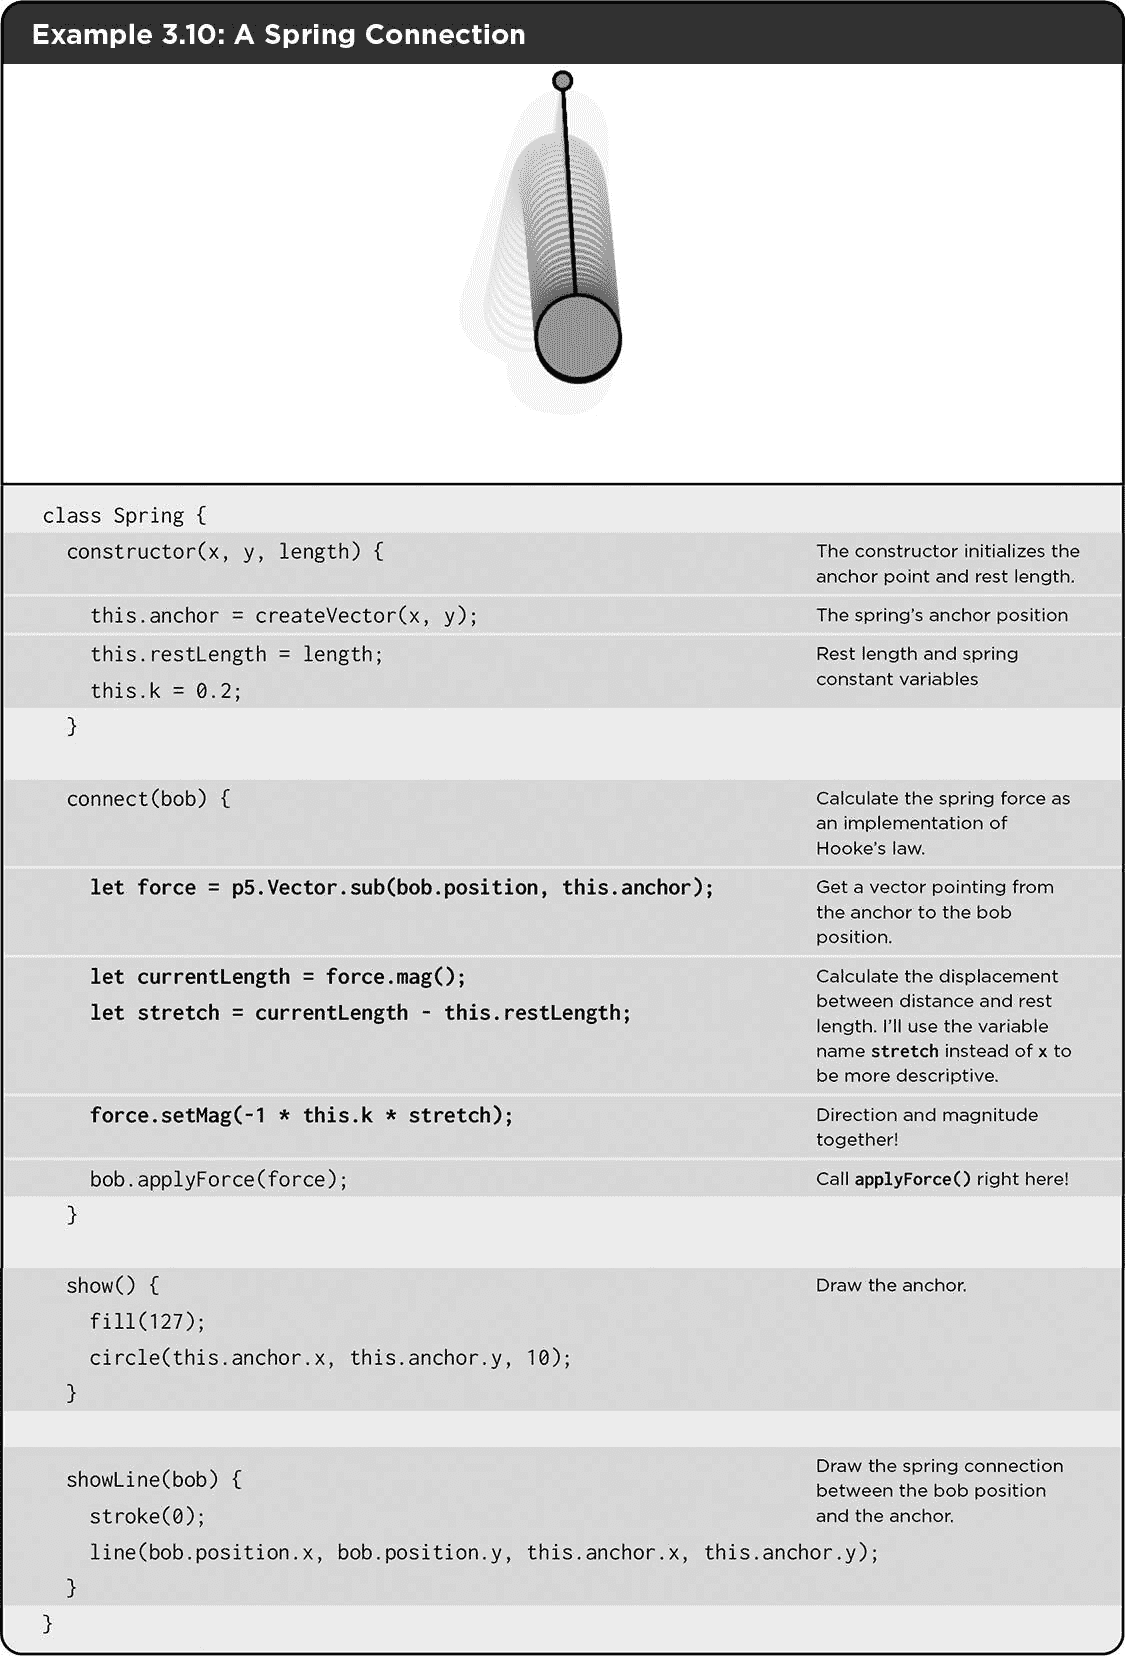 Example 3.10: A Spring Connection
class Spring {
constructor(x, y, length) {
The constructor initializes the
anchor point and rest length.
this.anchor = createVector(x, y);
The spring’s anchor position
this.restLength = length;
this.k = 0.2;
Rest length and spring
constant variables
}
connect(bob) {
Calculate the spring force as
an implementation of
Hooke’s law.
let force = p5.Vector.sub(bob.position, this.anchor);
Get a vector pointing from
the anchor to the bob
position.
let currentLength = force.mag();
let stretch = currentLength - this.restLength;
Calculate the displacement
between distance and rest
length. I’ll use the variable
name stretch instead of x to
be more descriptive.
force.setMag(-1 * this.k * stretch);
Direction and magnitude
together!
bob.applyForce(force);
Call applyForce() right here!
}
show() {
Draw the anchor.
fill(127);
circle(this.anchor.x, this.anchor.y, 10);
}
showLine(bob) {
stroke(0);
Draw the spring connection
between the bob position
and the anchor.
line(bob.position.x, bob.position.y, this.anchor.x, this.anchor.y);
}
}